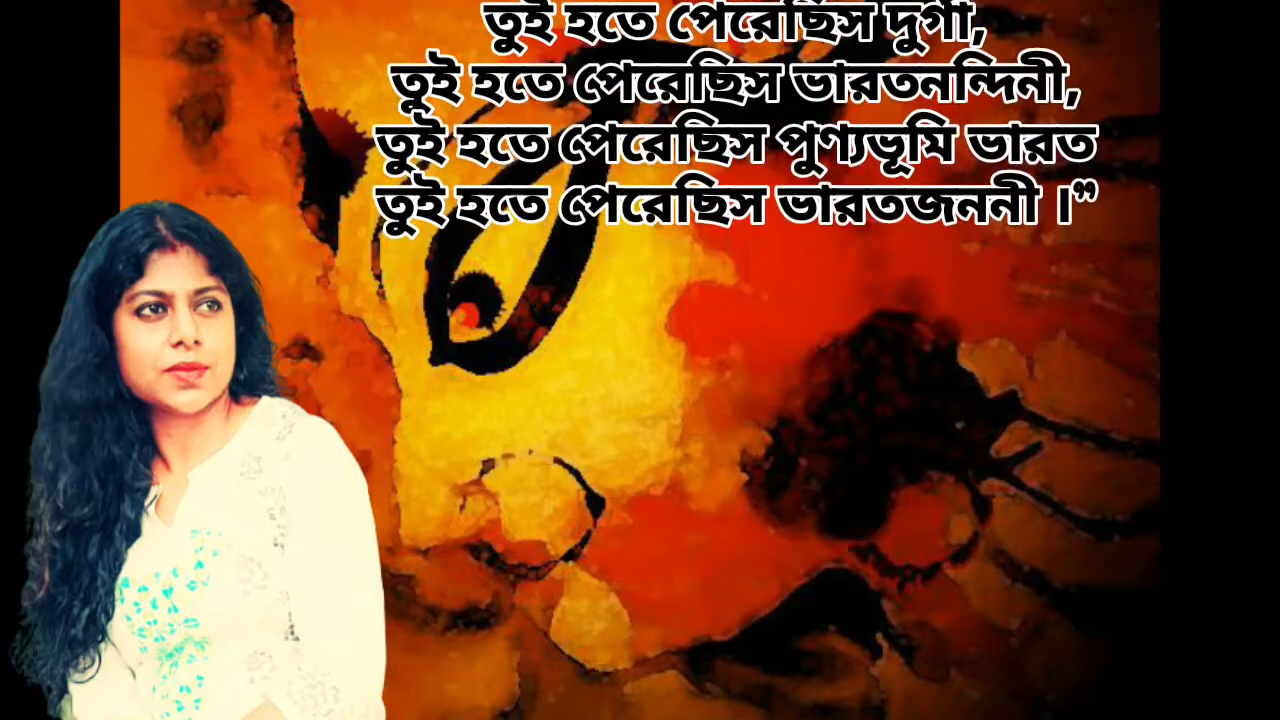 তুই হতে পেরেছিস দুর্গা,
তুই হতে পেরেছিস ভারতনন্দিনী,
তুই হতে পেরেছিস পুণ্যভূমি ভারত
তুই হতে পেরেছিস ভারতজননী ।”